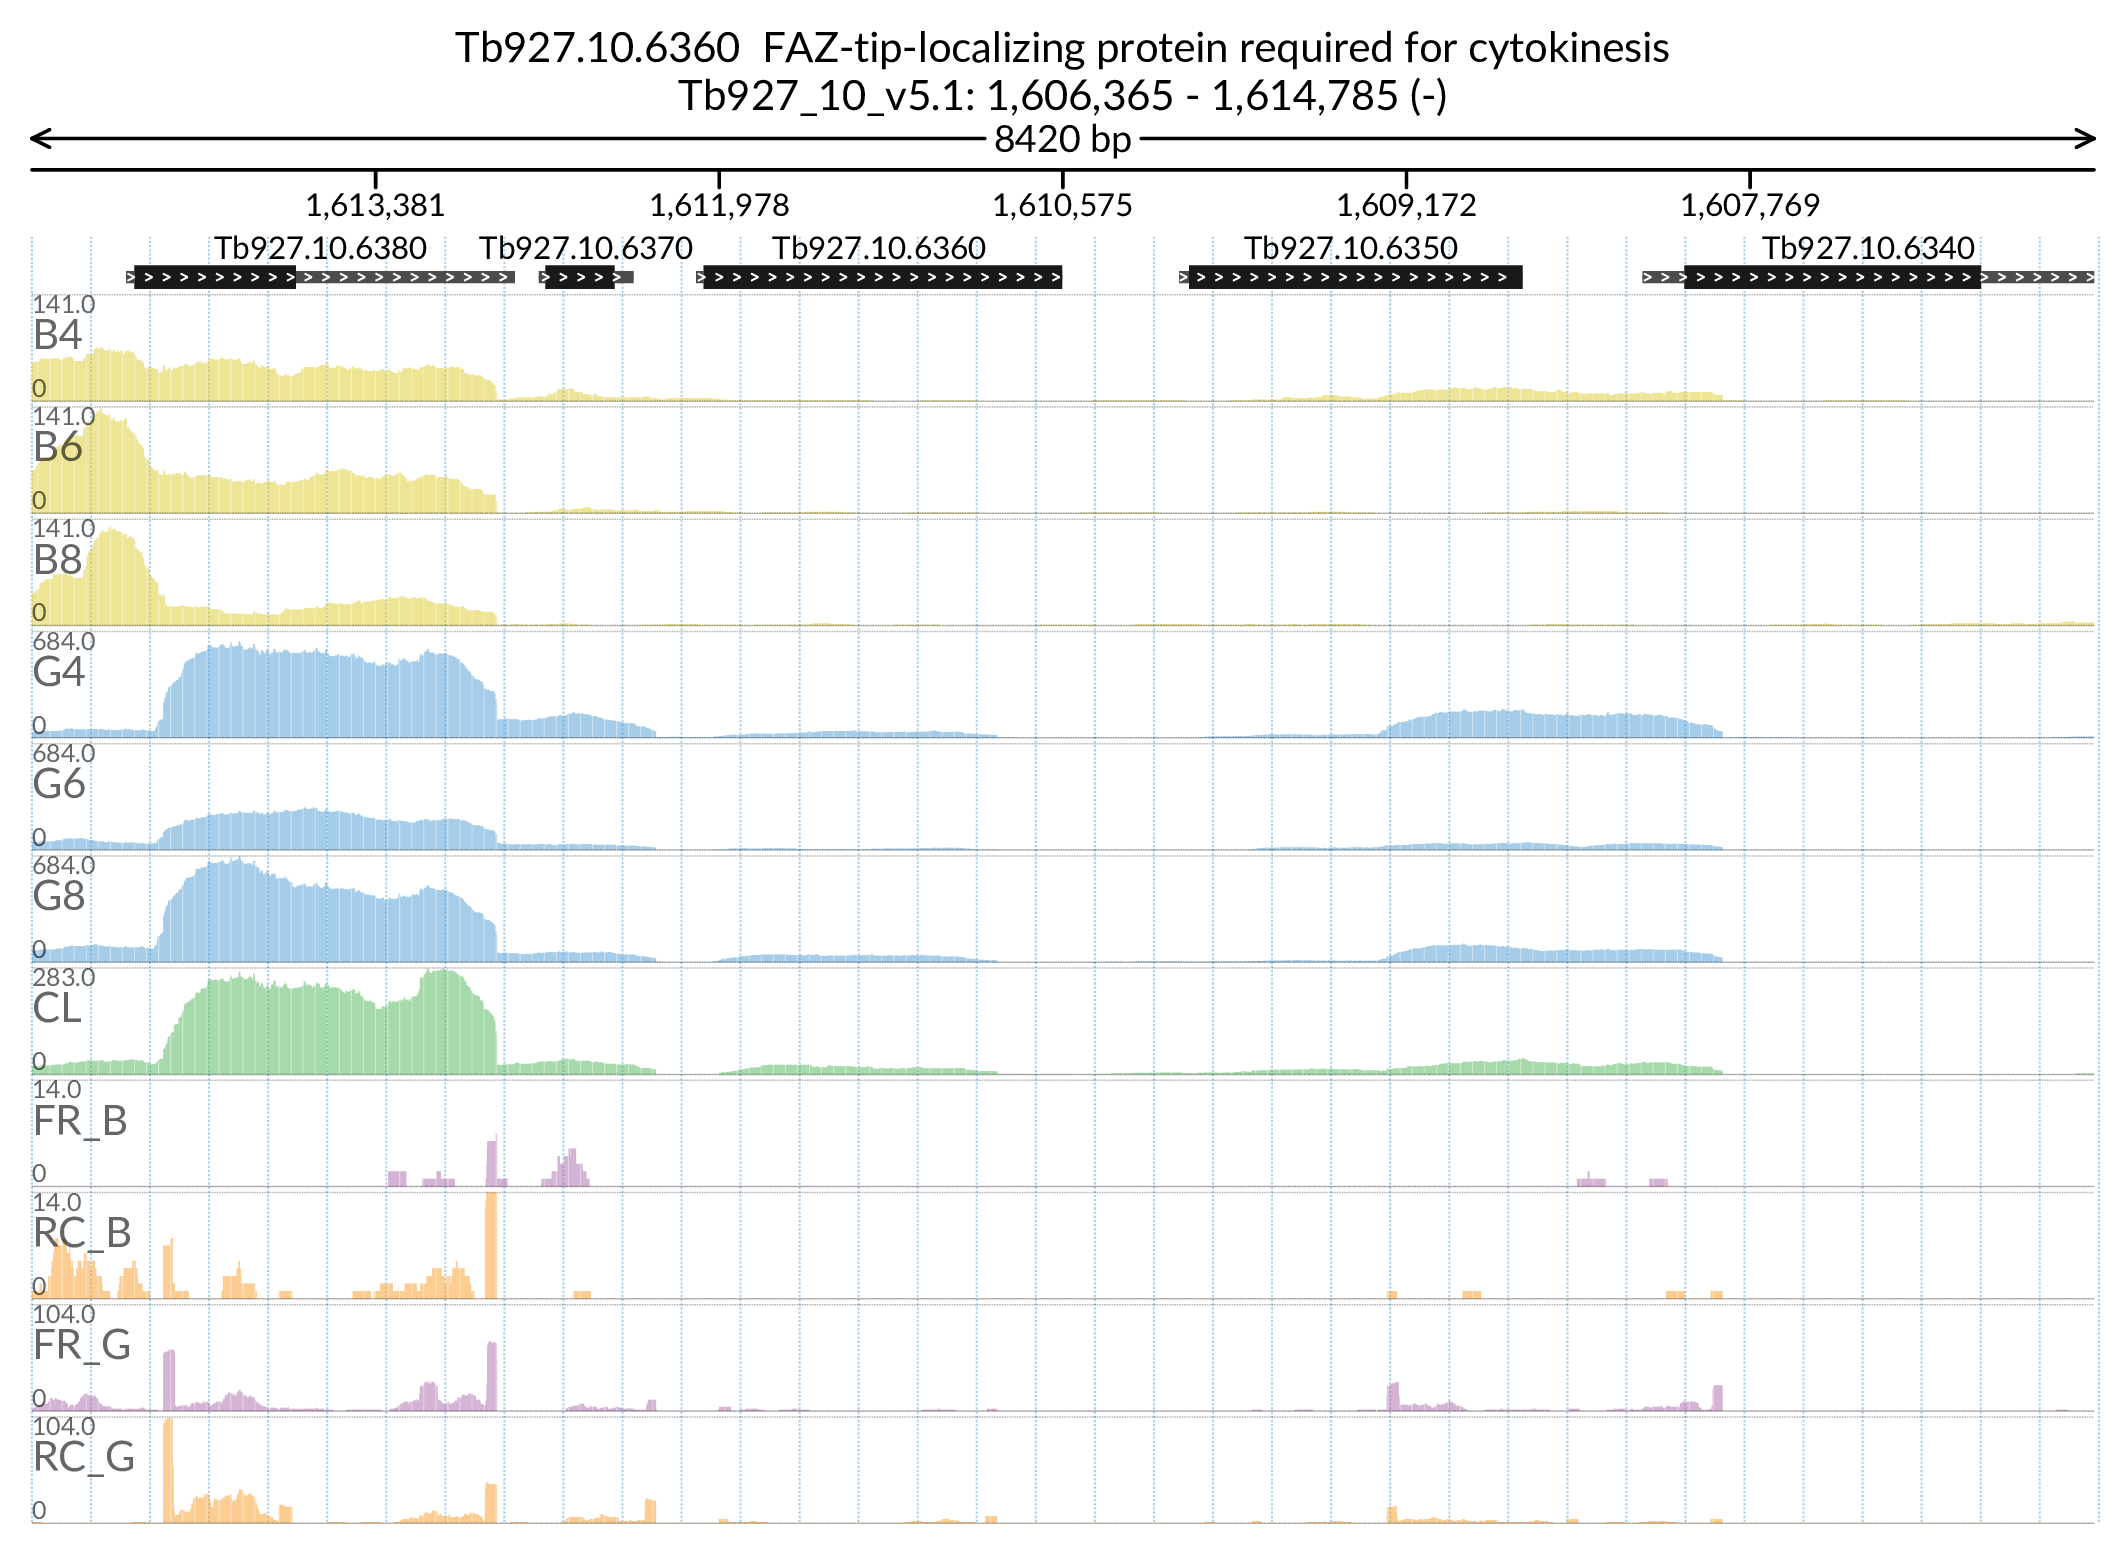 Tb927.10.6360  FAZ-tip-localizing protein required for cytokinesis
Tb927_10_v5.1: 1,606,365 - 1,614,785 (-)
8420 bp
1,613,381 1,611,978 1,610,575 1,609,172 1,607,769
Tb927.10.6380 Tb927.10.6370 Tb927.10.6360 Tb927.10.6350 Tb927.10.6340
141.0
B4
0
141.0
B6
0
141.0
B8
0
684.0
G4
0
684.0
G6
0
684.0
G8
0
283.0
CL
0
14.0
FR_B
0
14.0
RC_B
0
104.0
FR_G
0
104.0
RC_G
0